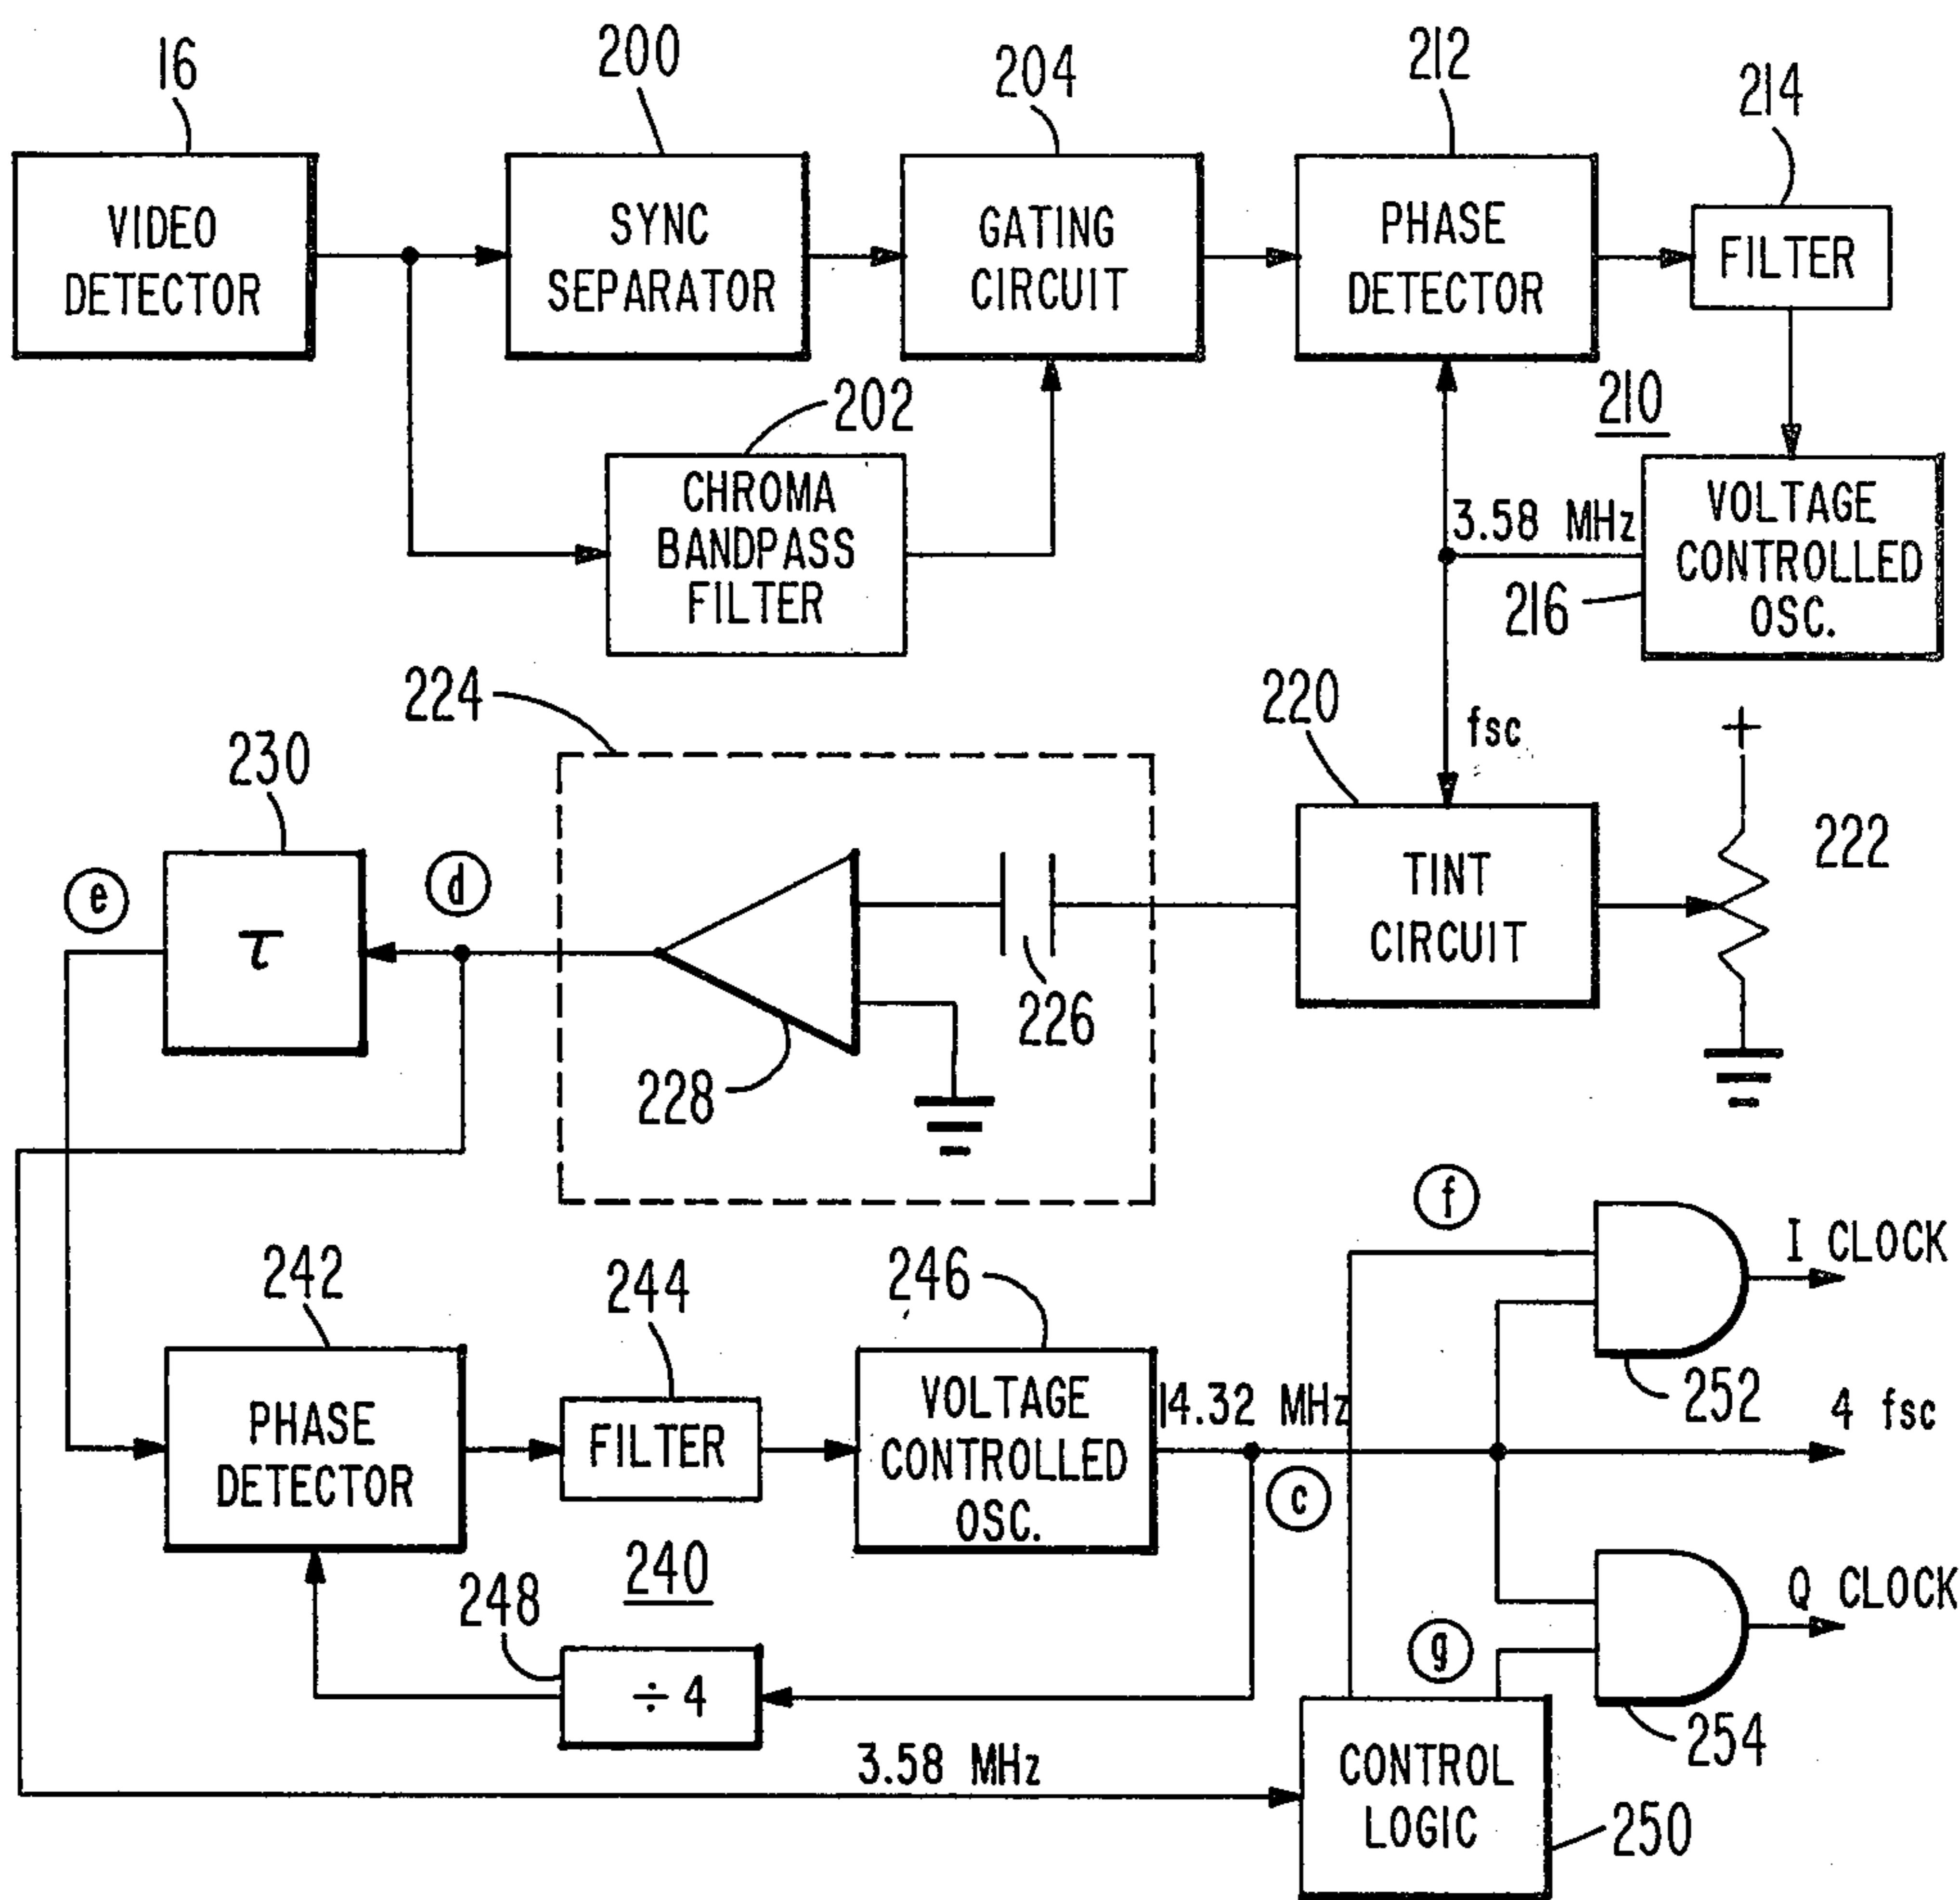 16
200
204
212
214
VIDEO
DETECTOR
SYNC
SEPARATOR
GATING
CIRCUIT
PHASE
DETECTOR
FILTER
202
210
CHROMA
BANDPASS
FILTER
3.58 MHz
VOLTAGE
CONTROLLED
OSC.
216
224
220
fsc
+
230
222
e
d
τ
TINT
CIRCUIT
226
228
f
I CLOCK
242
244
246
252
PHASE
DETECTOR
FILTER
VOLTAGE
CONTROLLED
OSC.
14.32 MHz
4 fsc
c
240
248
Q CLOCK
g
÷ 4
254
3.58 MHz
CONTROL
LOGIC
250